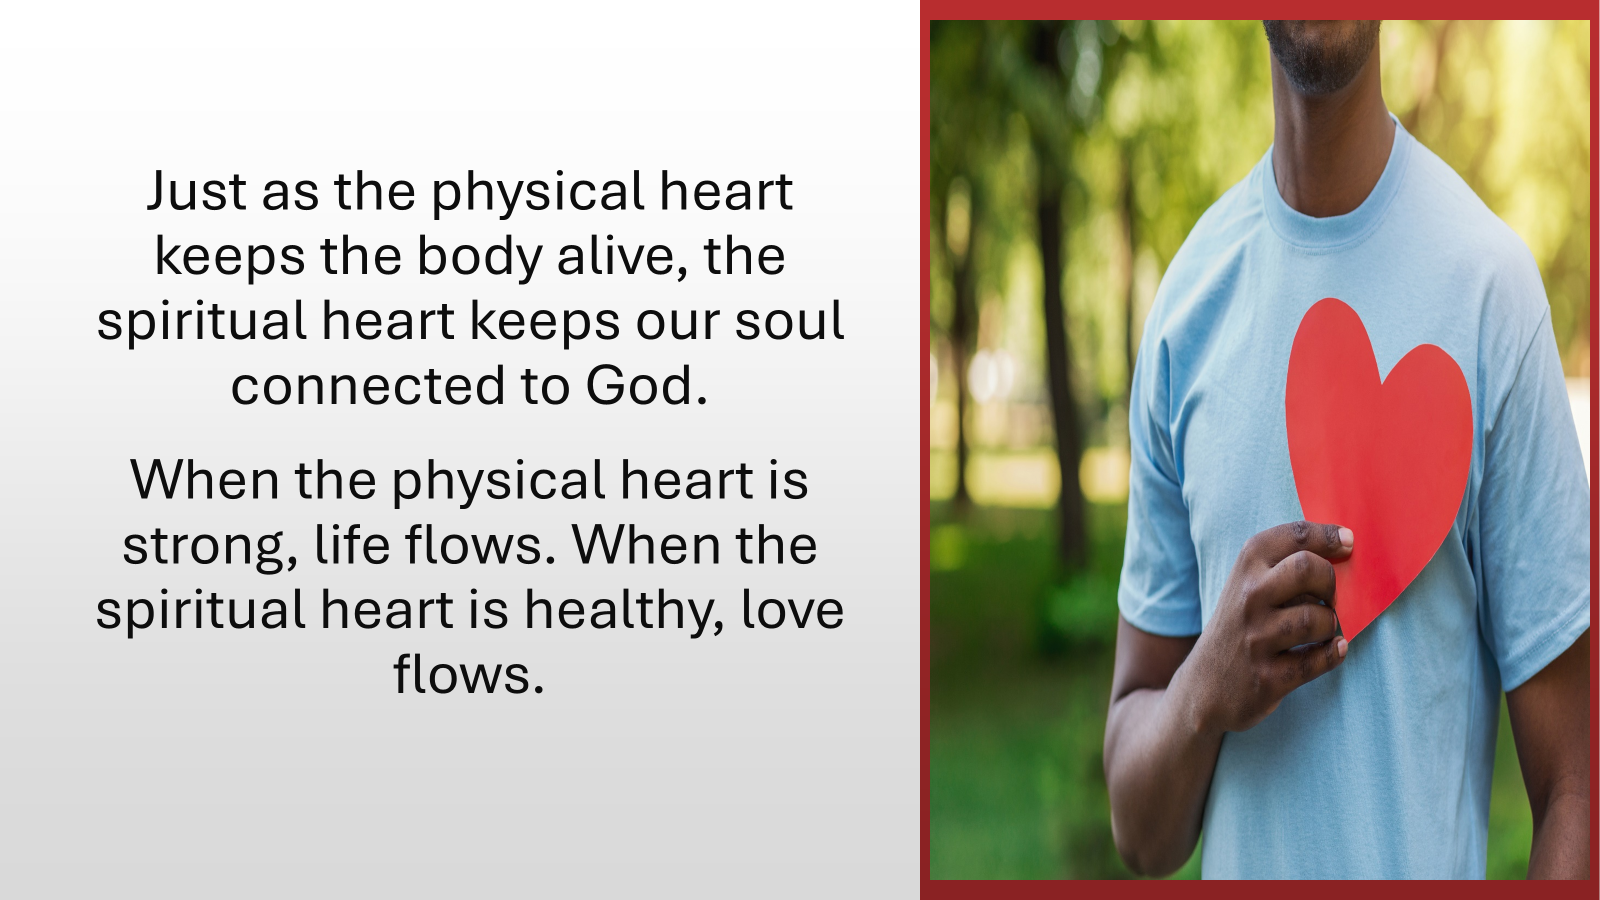 Just as the physical heart
keeps the body alive, the
spiritual heart keeps our soul
connected to God.
When the physical heart is
strong, life flows. When the
spiritual heart is healthy, love
flows.